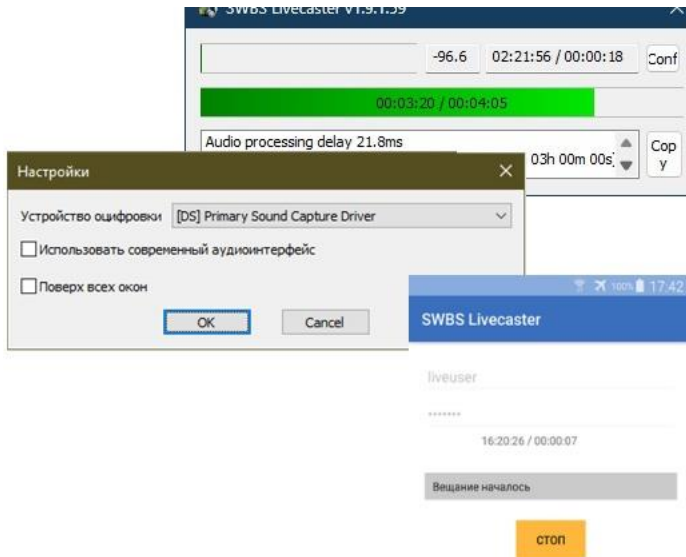 SWBS Livecaster v1.9.1.59
-96.6 02:21:56 / 00:00:18 Conf
00:03:20 / 00:04:05
Audio processing delay 21.8ms
03h 00m 00s
Cop
y
Настройки
Устройство оцифровки [DS] Primary Sound Capture Driver
Использовать современный аудиоинтерфейс
Поверх всех окон
OK Cancel
100% 17:42
SWBS Livecaster
liveuser
•••••••
16:20:26 / 00:00:07
Вещание началось
СТОП